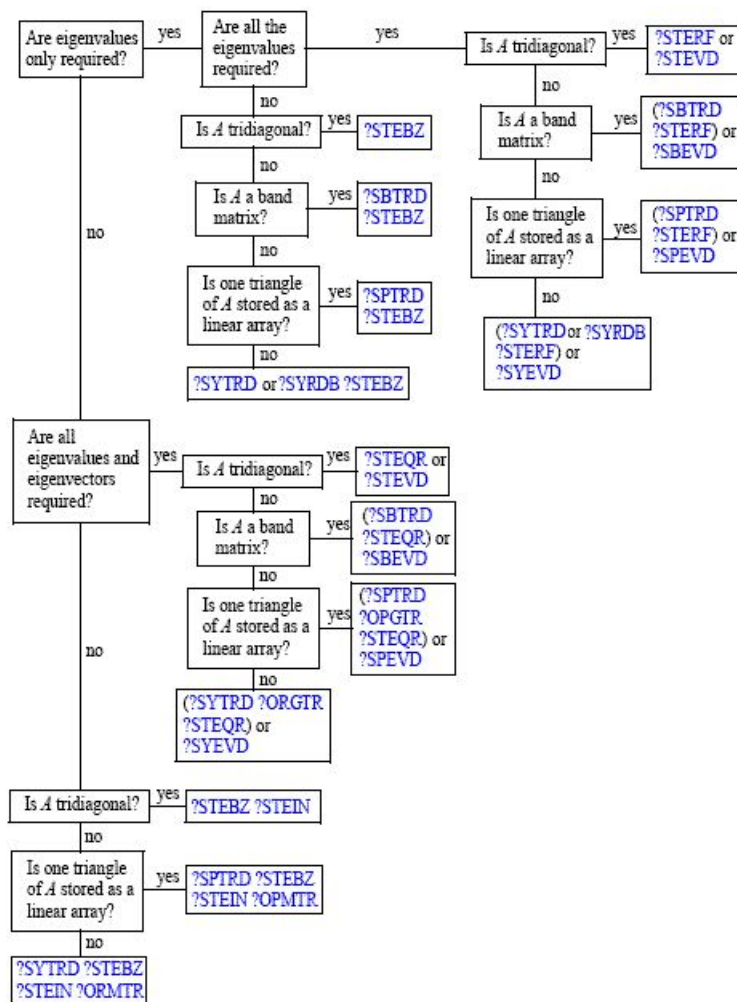 Are eigenvalues
only required?
yes
Are all the
eigenvalues
required?
yes
Is A tridiagonal?
yes
?STERF or
?STEVD
no
Is A a band
matrix?
yes
(?SBTRD
?STERF) or
?SBEVD
no
Is one triangle
of A stored as a
linear array?
yes
(?SPTRD
?STERF) or
?SPEVD
no
(?SYTRD or ?SYRDB
?STERF) or
?SYEVD
no
Is A tridiagonal?
yes
?STEBZ
no
Is A a band
matrix?
yes
?SBTRD
?STEBZ
no
Is one triangle
of A stored as a
linear array?
yes
?SPTRD
?STEBZ
no
?SYTRD or ?SYRDB ?STEBZ
no
Are all
eigenvalues and
eigenvectors
required?
yes
Is A tridiagonal?
yes
?STEQR or
?STEVD
no
Is A a band
matrix?
yes
(?SBTRD
?STEQR) or
?SBEVD
no
Is one triangle
of A stored as a
linear array?
yes
(?SPTRD
?OPGTR
?STEQR) or
?SPEVD
no
(?SYTRD ?ORGTR
?STEQR) or
?SYEVD
no
Is A tridiagonal?
yes
?STEBZ ?STEIN
no
Is one triangle
of A stored as a
linear array?
yes
?SPTRD ?STEBZ
?STEIN ?OPMTR
no
?SYTRD ?STEBZ
?STEIN ?ORMTR